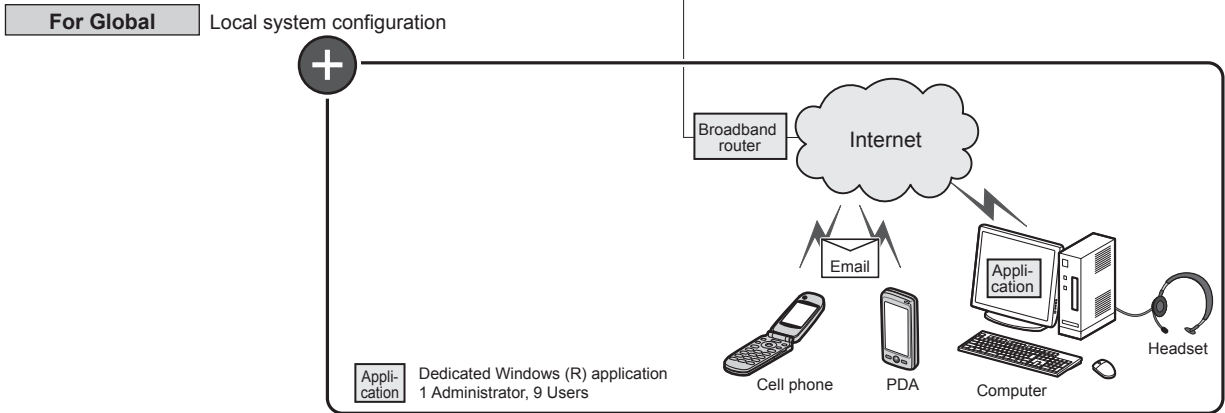 For Global
Local system configuration
Broadband
router
Internet
Email
Appli-
cation
Headset
Cell phone
PDA
Computer
Appli-
cation
Dedicated Windows (R) application
1 Administrator, 9 Users